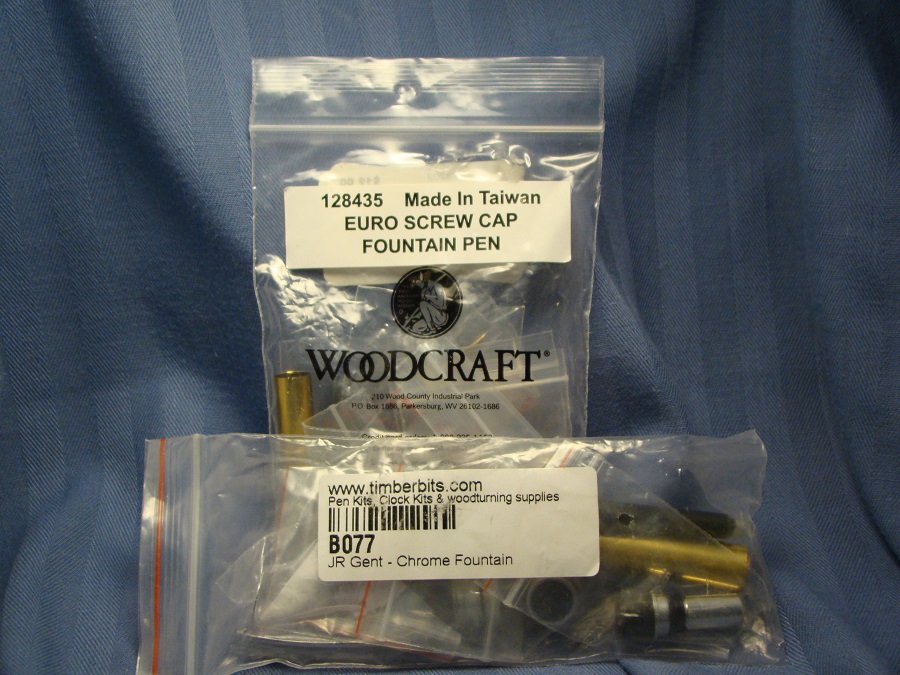 128435 Made In Taiwan
EURO SCREW CAP
FOUNTAIN PEN
WOODCRAFT®
210 Wood County Industrial Park
P.O. Box 1686, Parkersburg, WV 26102-1686
www.timberbits.com
Pen Kits, Clock Kits & woodturning supplies
B077
JR Gent - Chrome Fountain